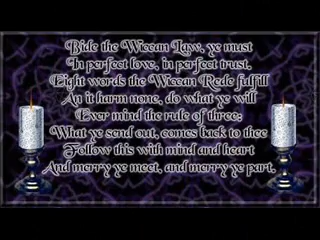 Bide the Wiccan Law, ye must
In perfect love, in perfect trust,
Eight words the Wiccan Rede fulfill
An it harm none, do what ye will
Ever mind the rule of three:
What ye send out, comes back to thee
Follow this with mind and heart
And merry ye meet, and merry ye part.